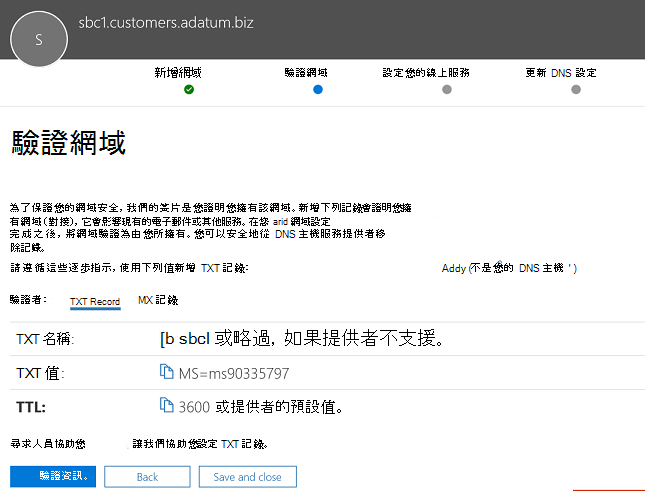 S
sbc1.customers.adatum.biz
新增網域 驗證網域 設定您的線上服務 更新 DNS 設定
驗證網域
為了保證您的網域安全，我們的英片是您證明您擁有該網域。新增下列記錄會證明您擁
有網域(對接)，它會影響現有的電子郵件或其他服務。在您 arid 網域設定
完成之後，將網域驗證為由您所擁有。您可以安全地從 DNS 主機服務提供者移
除記錄。
請遵循這些逐步指示，使用下列值新增 TXT 記錄： Addy (不是您的 DNS 主機 ' )
驗證者： TXT Record MX 記錄
TXT 名稱: [b sbcl 或略過，如果提供者不支援。
TXT 值: MS=ms90335797
TTL: 3600 或提供者的預設值。
尋求人員協助您 讓我們協助您設定 TXT 記錄。
驗證資訊。 Back Save and close